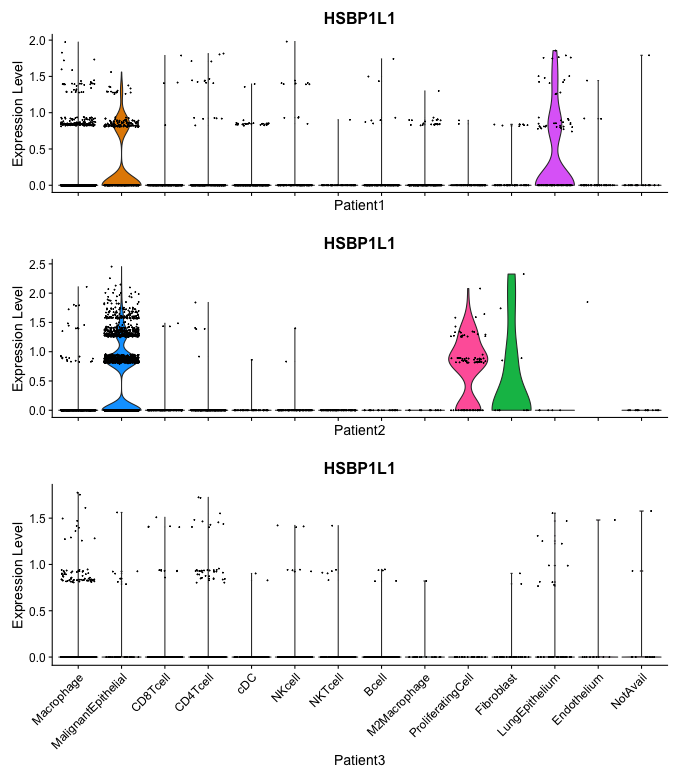 HSBP1L1
Expression Level
2.0
1.5
1.0
0.5
0.0
Patient1
HSBP1L1
Expression Level
2.5
2.0
1.5
1.0
0.5
0.0
Patient2
HSBP1L1
Expression Level
1.5
1.0
0.5
0.0
Macrophage
MalignantEpithelial
CD8Tcell
CD4Tcell
cDC
NKcell
NKTcell
Bcell
M2Macrophage
ProliferatingCell
Fibroblast
LungEpithelium
Endothelium
NotAvail
Patient3